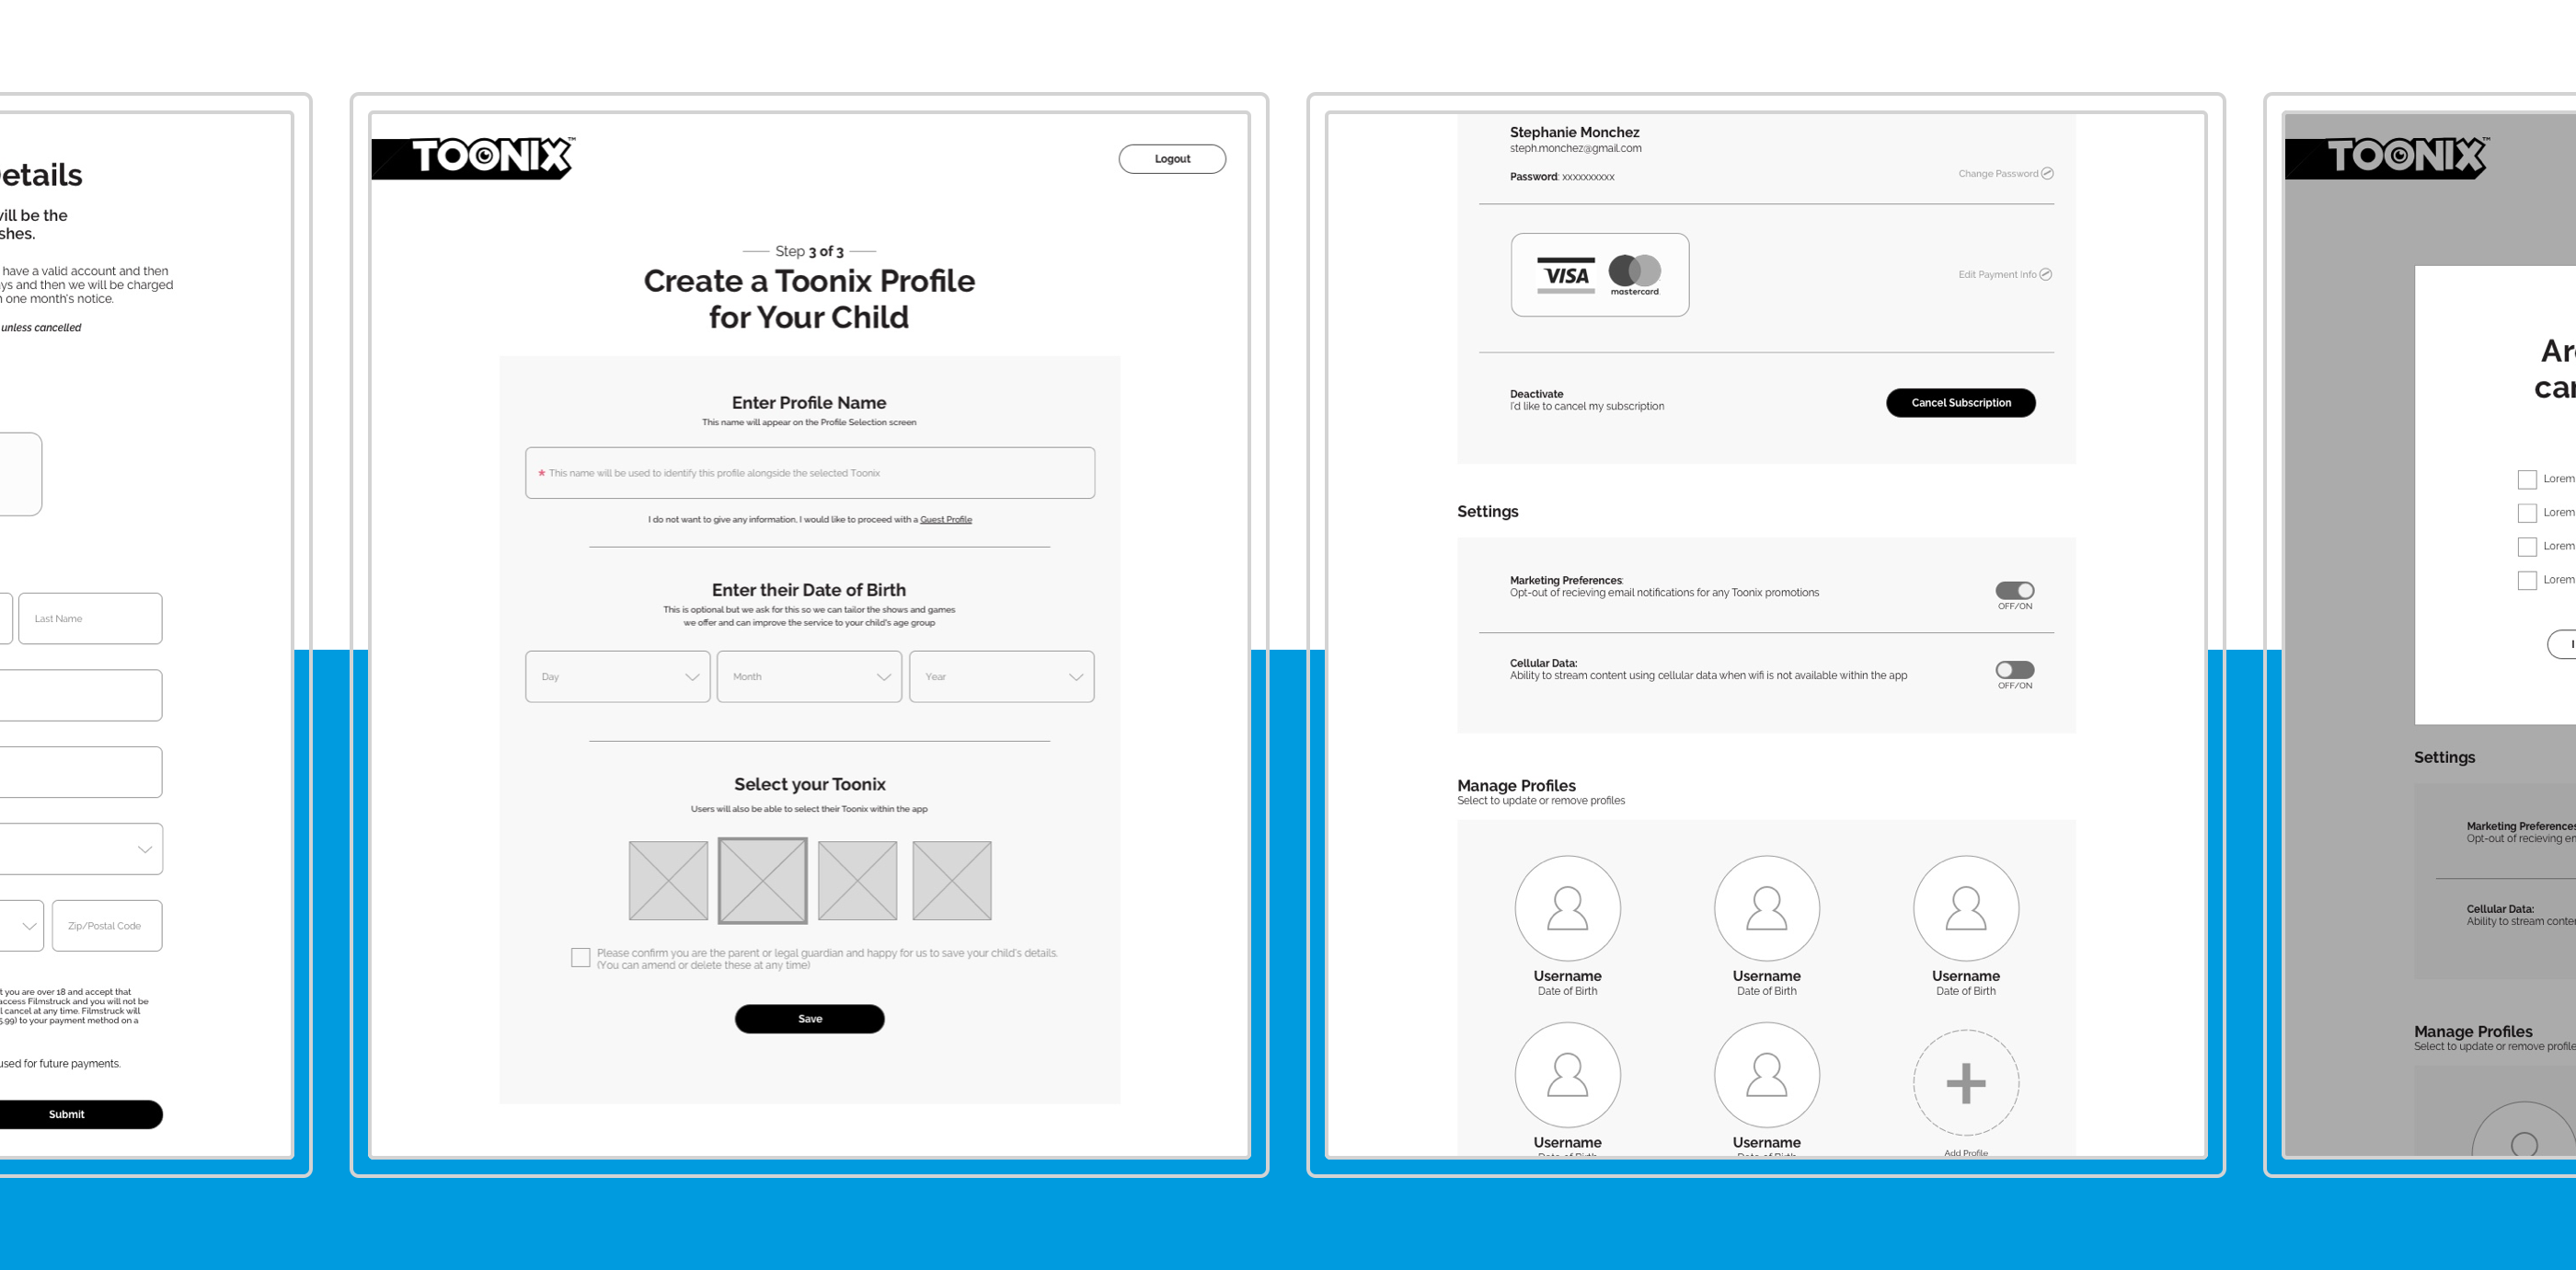 etails
vill be the
shes.
have a valid account and then
ys and then we will be charged
one month's notice.
unless cancelled
Last Name
Zip/Postal Code
t you are over 18 and accept that
access Filmstruck and you will not be
l cancel at any time. Filmstruck will
5.99) to your payment method on a
used for future payments.
Submit
TOONIX™
Logout
Step 3 of 3
Create a Toonix Profile
for Your Child
Enter Profile Name
This name will appear on the Profile Selection screen
* This name will be used to identify this profile alongside the selected Toonix
I do not want to give any information, I would like to proceed with a Guest Profile
Enter their Date of Birth
This is optional but we ask for this so we can tailor the shows and games
we offer and can improve the service to your child's age group
Day
Month
Year
Select your Toonix
Users will also be able to select their Toonix within the app
Please confirm you are the parent or legal guardian and happy for us to save your child's details.
(You can amend or delete these at any time)
Save
Stephanie Monchez
steph.monchez@gmail.com
Password: xxxxxxxxxx
Change Password
VISA
mastercard
Edit Payment info
Deactivate
I'd like to cancel my subscription
Cancel Subscription
Settings
Marketing Preferences:
Opt-out of recieving email notifications for any Toonix promotions
OFF/ON
Cellular Data:
Ability to stream content using cellular data when wifi is not available within the app
OFF/ON
Manage Profiles
Select to update or remove profiles
Username
Date of Birth
Username
Date of Birth
Username
Date of Birth
Username
Date of Birth
Username
Date of Birth
Add Profile
TOONIX™
Ar
can
Lorem
Lorem
Lorem
Lorem
I
Settings
Marketing Preferences
Opt-out of recieving en
Cellular Data:
Ability to stream conten
Manage Profiles
Select to update or remove profile